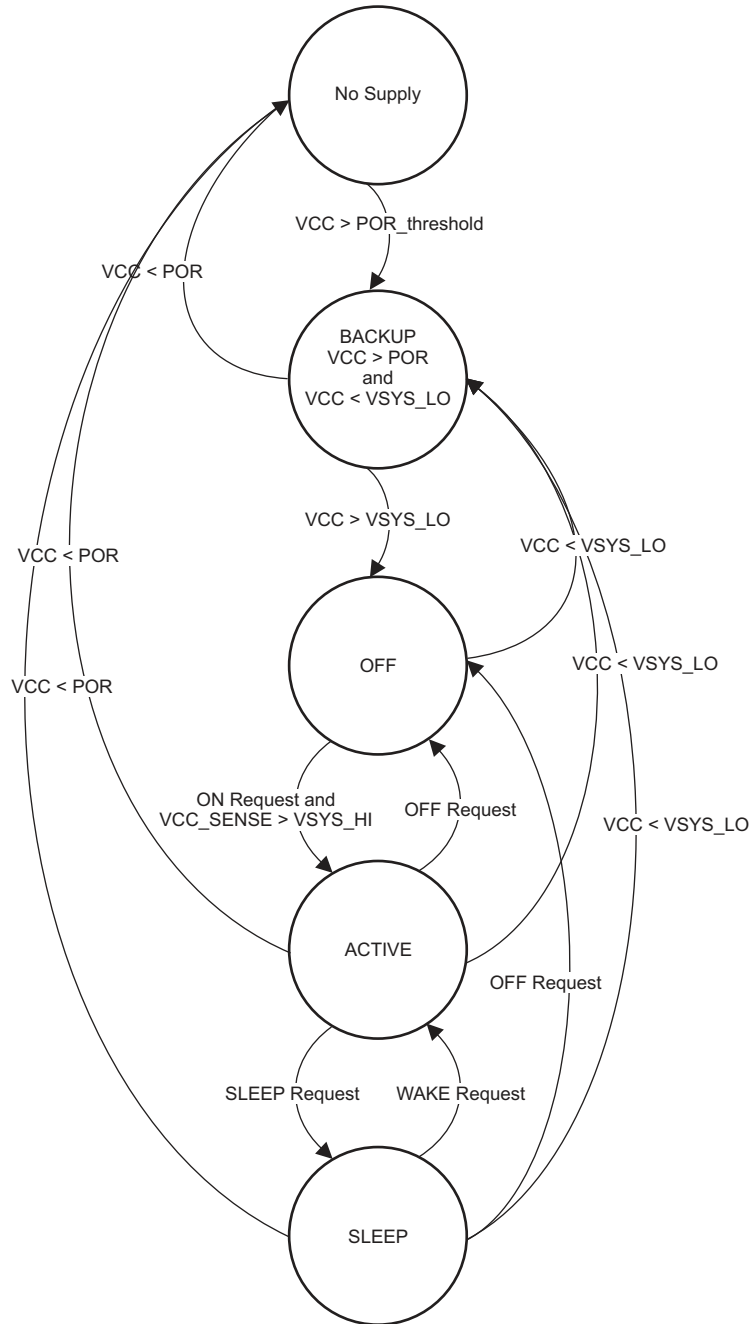 No Supply
VCC > POR_threshold
VCC < POR
BACKUP
VCC > POR
and
VCC < VSYS_LO
VCC > VSYS_LO
VCC < VSYS_LO
VCC < POR
OFF
VCC < VSYS_LO
VCC < POR
ON Request and
VCC_SENSE > VSYS_HI
OFF Request
VCC < VSYS_LO
ACTIVE
OFF Request
SLEEP Request
WAKE Request
SLEEP